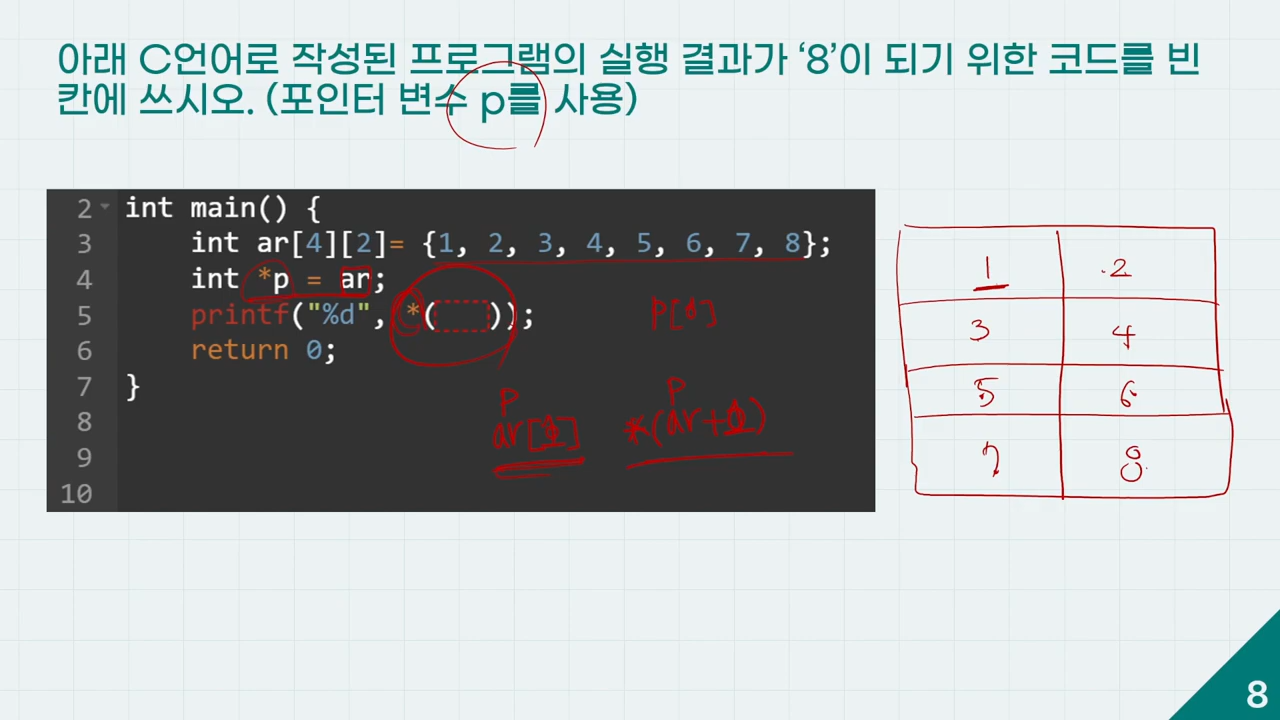 아래 C언어로 작성된 프로그램의 실행 결과가 ‘8’이 되기 위한 코드를 빈
칸에 쓰시오. (포인터 변수 p를 사용)
2 int main() {
3 int ar[4][2]= {1, 2, 3, 4, 5, 6, 7, 8};
4 int *p = ar;
5 printf("%d", *( ));
6 return 0;
7 }
8
9
10
P[ ]
P
ar[ ]
P
*(ar+ )
1 2
3 4
5 6
7 8
8